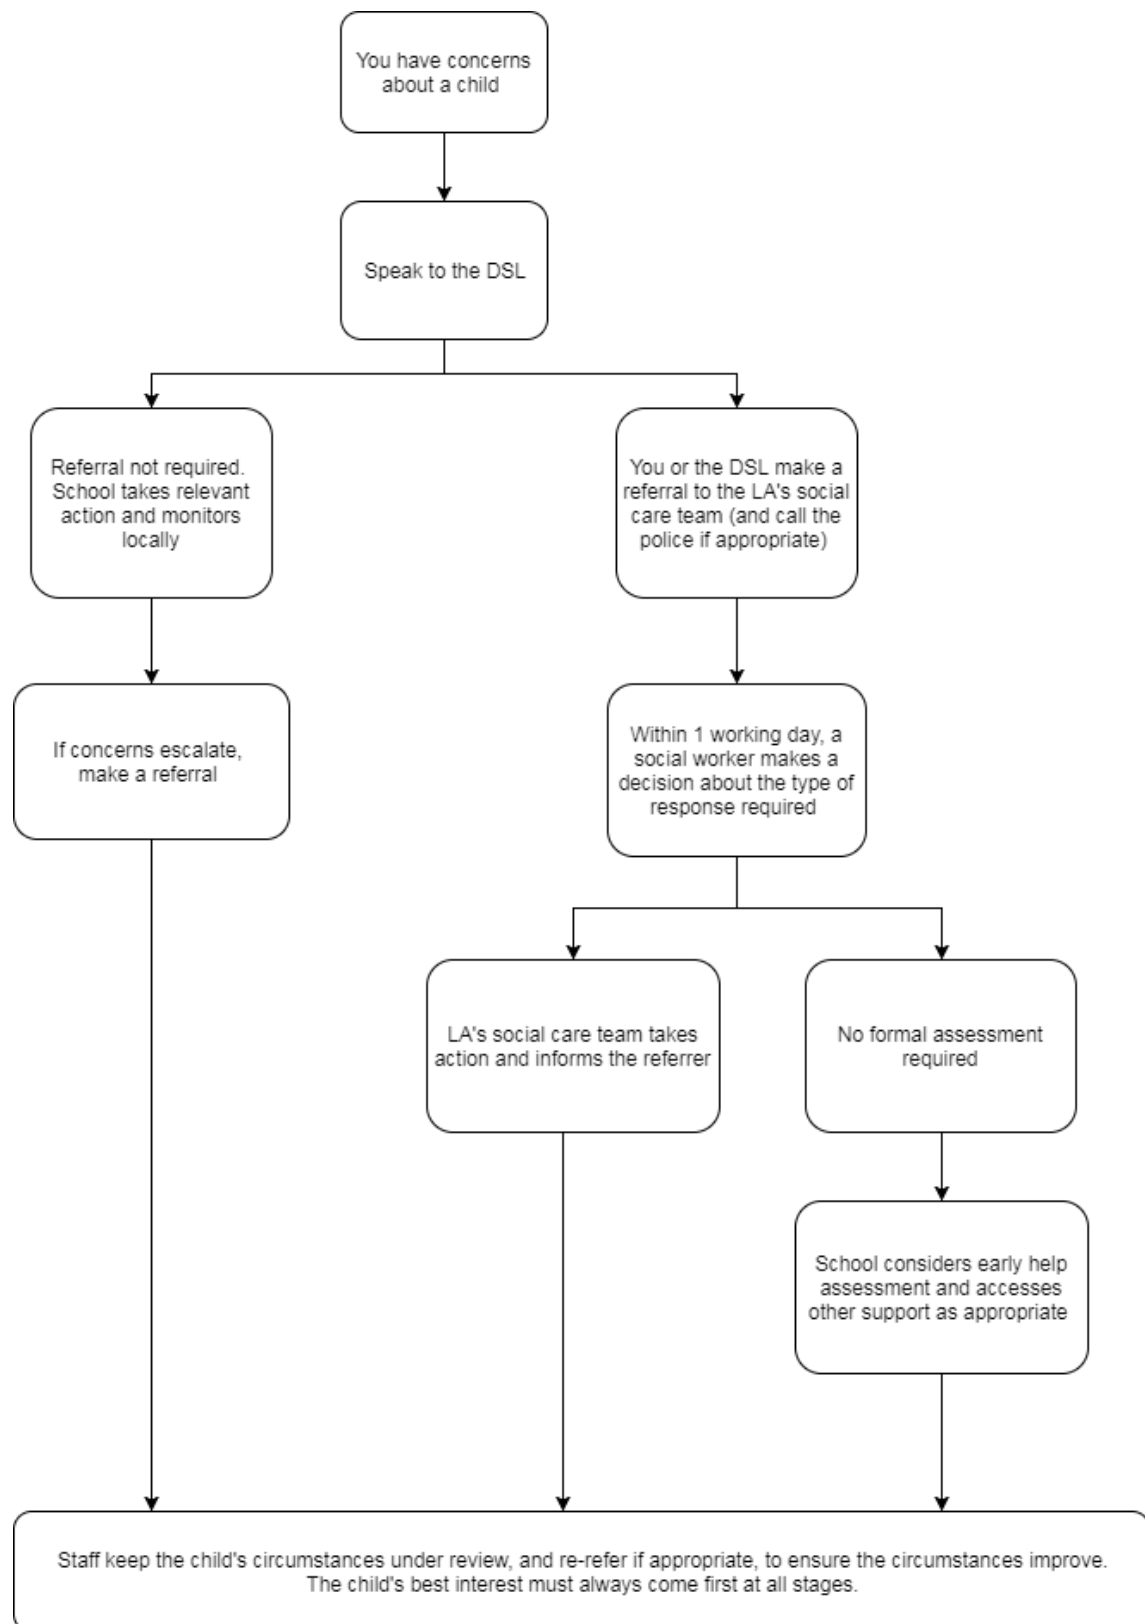 You have concerns
about a child
Speak to the DSL
Referral not required.
School takes relevant
action and monitors
locally
You or the DSL make a
referral to the LA's social
care team (and call the
police if appropriate)
If concerns escalate,
make a referral
Within 1 working day, a
social worker makes a
decision about the type of
response required
LA's social care team takes
action and informs the referrer
No formal assessment
required
School considers early help
assessment and accesses
other support as appropriate
Staff keep the child's circumstances under review, and re-refer if appropriate, to ensure the circumstances improve.
The child's best interest must always come first at all stages.